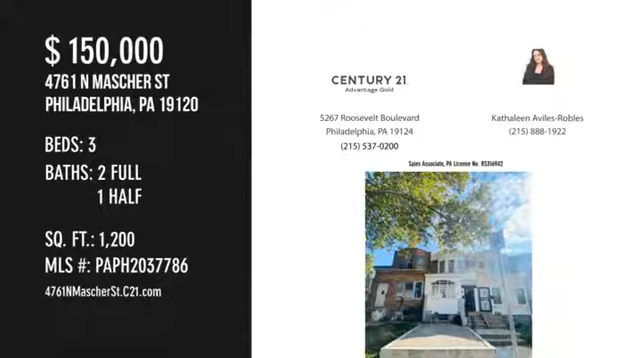 $ 150,000
4761 N MASCHER ST
PHILADELPHIA, PA 19120
BEDS: 3
BATHS: 2 FULL
1 HALF
SQ. FT.: 1,200
MLS #: PAPH2037786
4761NMascherSt.C21.com
CENTURY 21
Advantage Gold
5267 Roosevelt Boulevard
Philadelphia, PA 19124
(215) 537-0200
Kathaleen Aviles-Robles
(215) 888-1922
Sales Associate, PA License No. RS316942